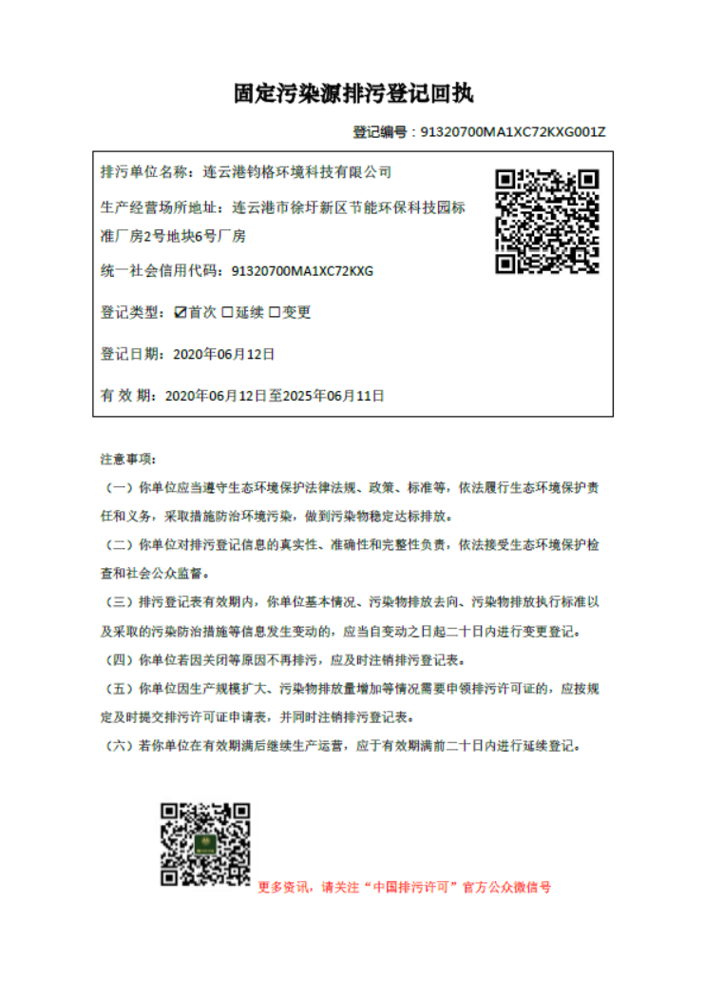 固定污染源排污登记回执
登记编号：91320700MA1XC72KXG001Z
排污单位名称：连云港钧格环境科技有限公司
生产经营场所地址：连云港市徐圩新区节能环保科技园标
准厂房2号地块6号厂房
统一社会信用代码：91320700MA1XC72KXG
登记类型：☑首次 ☐延续 ☐变更
登记日期：2020年06月12日
有 效 期：2020年06月12日至2025年06月11日
注意事项：
（一）你单位应当遵守生态环境保护法律法规、政策、标准等，依法履行生态环境保护责
任和义务，采取措施防治环境污染，做到污染物稳定达标排放。
（二）你单位对排污登记信息的真实性、准确性和完整性负责，依法接受生态环境保护检
查和社会公众监督。
（三）排污登记表有效期内，你单位基本情况、污染物排放去向、污染物排放执行标准以
及采取的污染防治措施等信息发生变动的，应当自变动之日起二十日内进行变更登记。
（四）你单位若因关闭等原因不再排污，应及时注销排污登记表。
（五）你单位因生产规模扩大、污染物排放量增加等情况需要申领排污许可证的，应按规
定及时提交排污许可证申请表，并同时注销排污登记表。
（六）若你单位在有效期满后继续生产运营，应于有效期满前二十日内进行延续登记。
更多资讯，请关注“中国排污许可”官方公众微信号